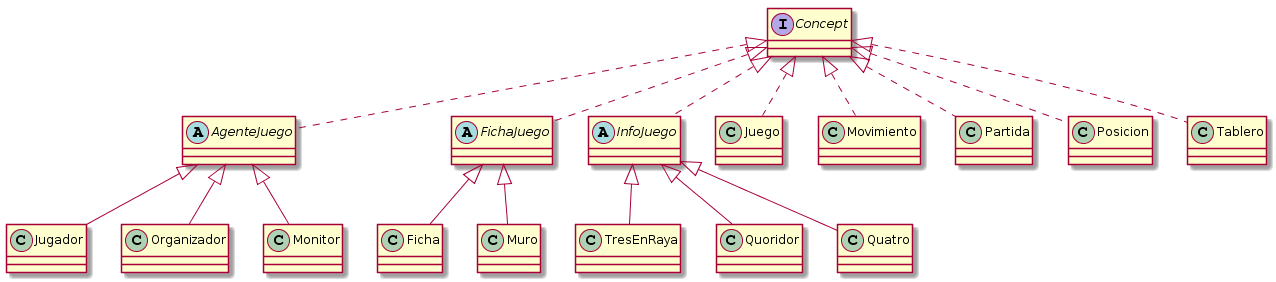 I Concept
A AgenteJuego
A FichaJuego
A InfoJuego
C Juego
C Movimiento
C Partida
C Posicion
C Tablero
C Jugador
C Organizador
C Monitor
C Ficha
C Muro
C TresEnRaya
C Quoridor
C Quatro